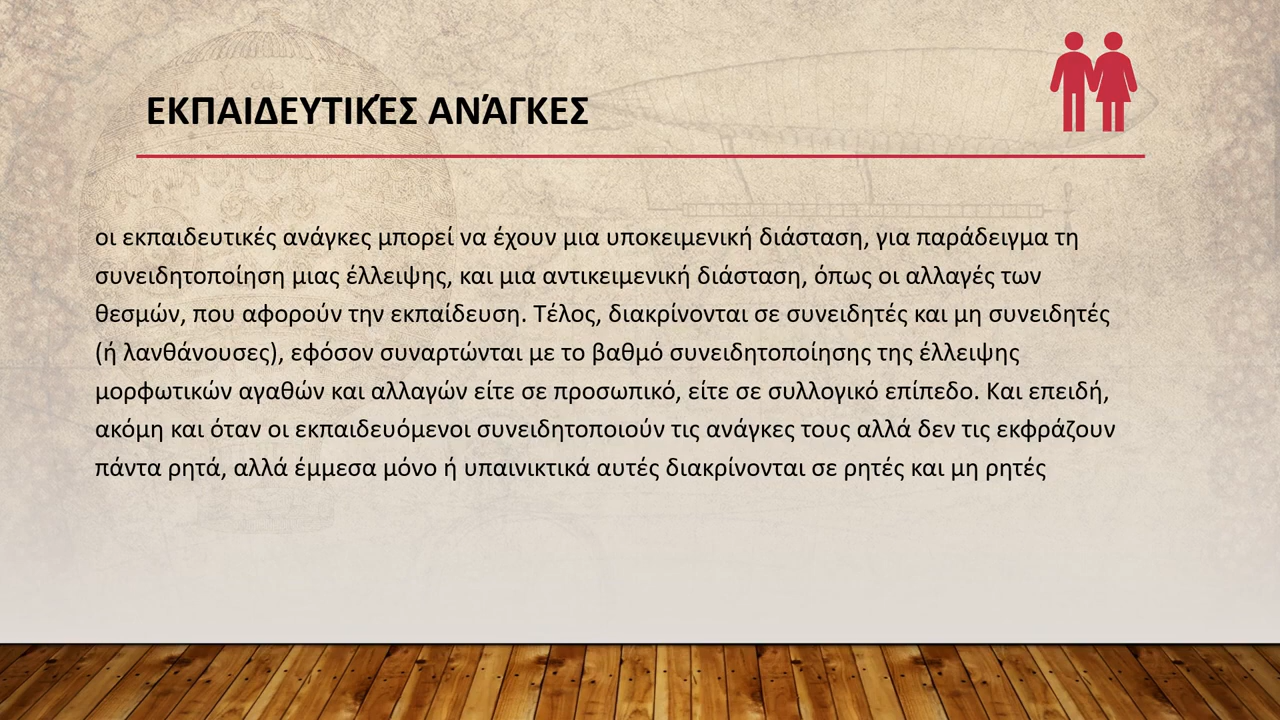 ΕΚΠΑΙΔΕΥΤΙΚΈΣ ΑΝΆΓΚΕΣ
οι εκπαιδευτικές ανάγκες μπορεί να έχουν μια υποκειμενική διάσταση, για παράδειγμα τη
συνειδητοποίηση μιας έλλειψης, και μια αντικειμενική διάσταση, όπως οι αλλαγές των
θεσμών, που αφορούν την εκπαίδευση. Τέλος, διακρίνονται σε συνειδητές και μη συνειδητές
(ή λανθάνουσες), εφόσον συναρτώνται με το βαθμό συνειδητοποίησης της έλλειψης
μορφωτικών αγαθών και αλλαγών είτε σε προσωπικό, είτε σε συλλογικό επίπεδο. Και επειδή,
ακόμη και όταν οι εκπαιδευόμενοι συνειδητοποιούν τις ανάγκες τους αλλά δεν τις εκφράζουν
πάντα ρητά, αλλά έμμεσα μόνο ή υπαινικτικά αυτές διακρίνονται σε ρητές και μη ρητές